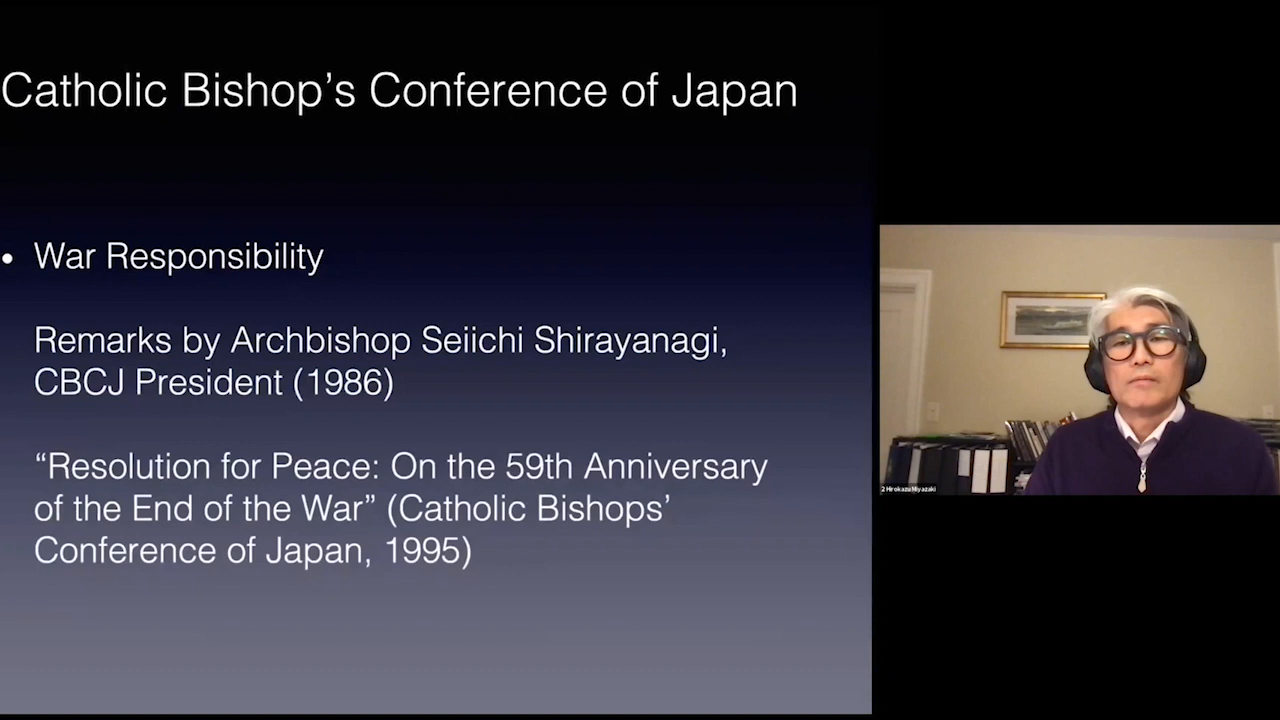 Catholic Bishop’s Conference of Japan
• War Responsibility
Remarks by Archbishop Seiichi Shirayanagi,
CBCJ President (1986)
“Resolution for Peace: On the 59th Anniversary
of the End of the War” (Catholic Bishops’
Conference of Japan, 1995)
2 Hirokazu Miyazaki